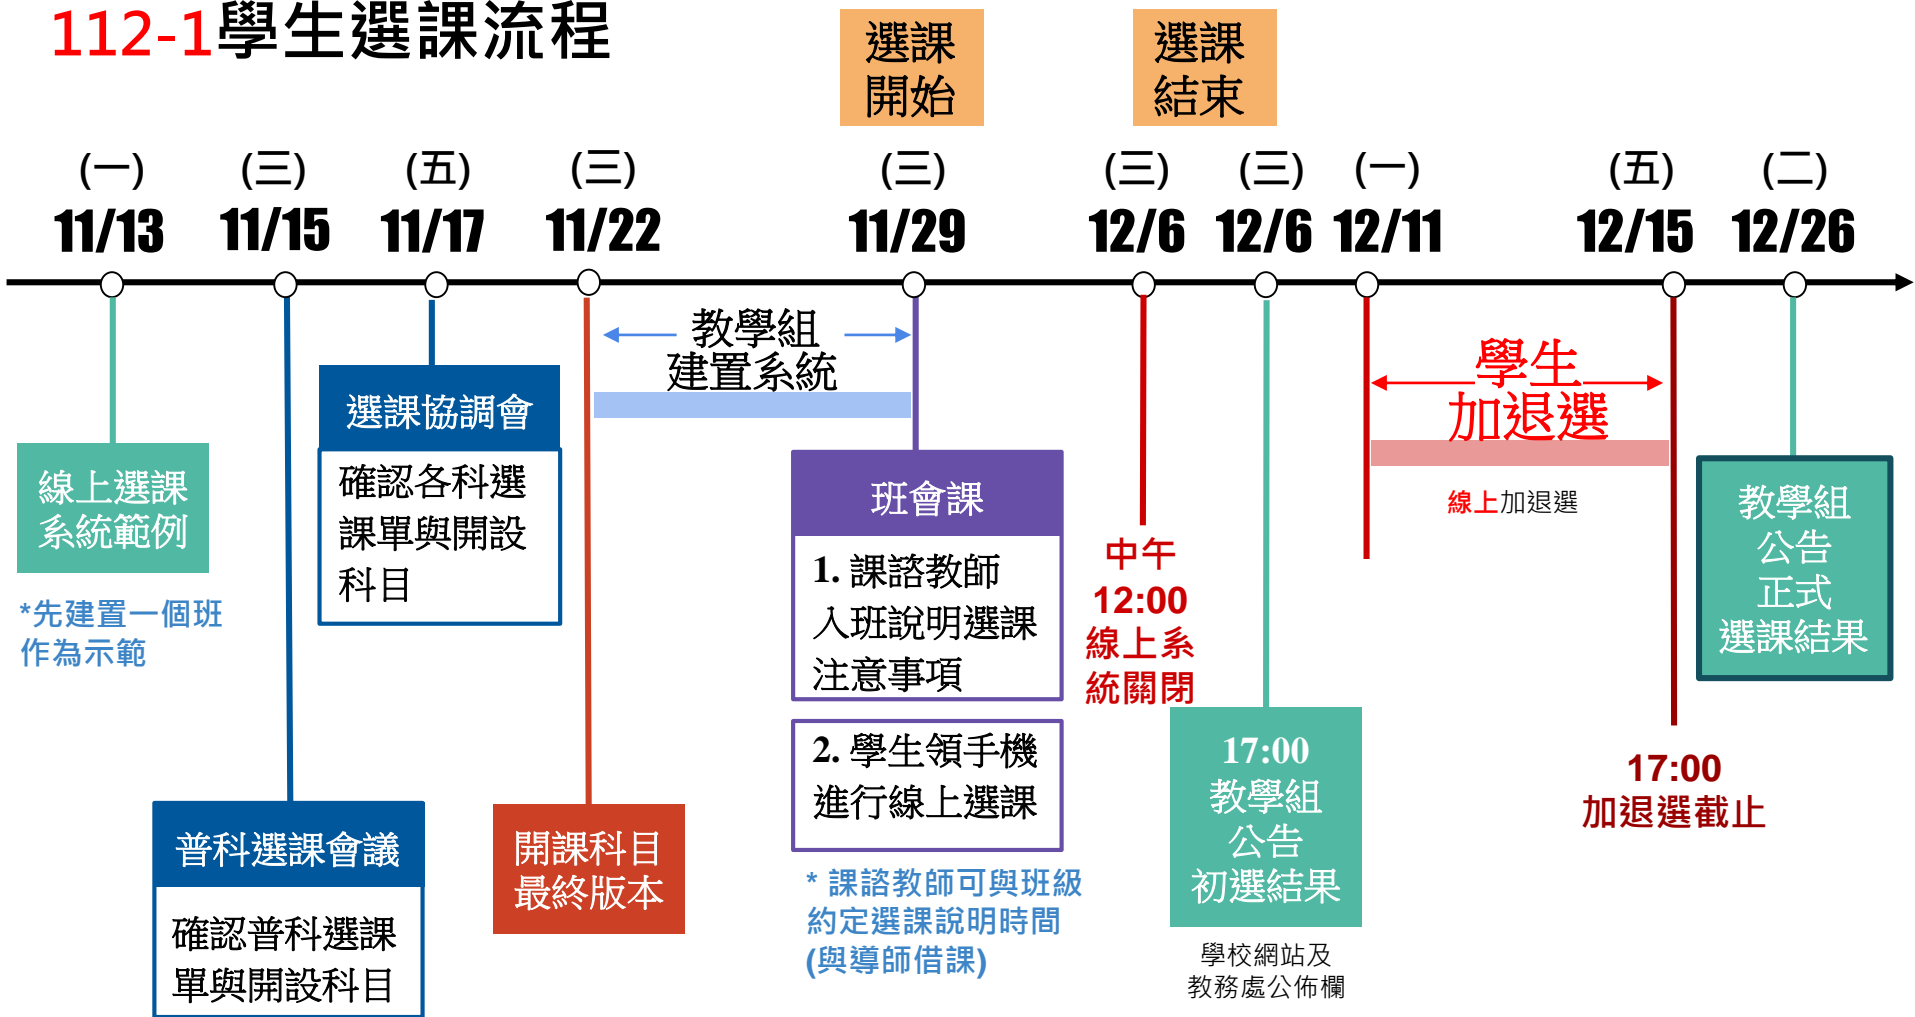 112-1學生選課流程
選課
開始
選課
結束
(一)
(三)
(五)
(三)
(三)
(三)
(三)
(一)
(五)
(二)
11/13
11/15
11/17
11/22
11/29
12/6
12/6
12/11
12/15
12/26
線上選課
系統範例
*先建置一個班
作為示範
普科選課會議
確認普科選課
單與開設科目
選課協調會
確認各科選
課單與開設
科目
開課科目
最終版本
教學組
建置系統
班會課
1. 課諮教師
入班說明選課
注意事項
2. 學生領手機
進行線上選課
* 課諮教師可與班級
約定選課說明時間
(與導師借課)
中午
12:00
線上系
統關閉
17:00
教學組
公告
初選結果
學校網站及
教務處公佈欄
學生
加退選
線上加退選
17:00
加退選截止
教學組
公告
正式
選課結果